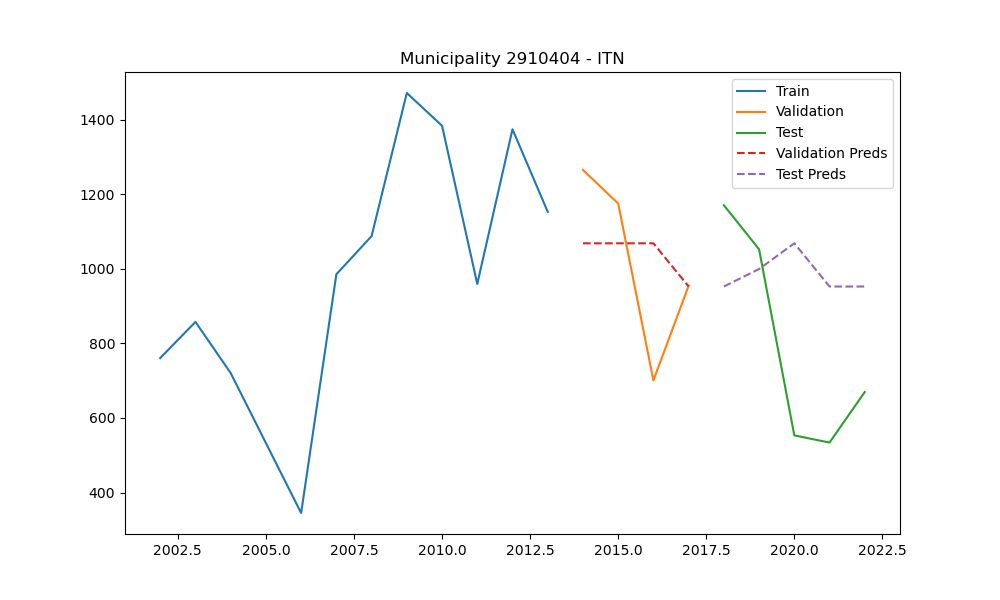 Municipality 2910404 - ITN
Train
Validation
Test
Validation Preds
Test Preds
1400
1200
1000
800
600
400
2002.5 2005.0 2007.5 2010.0 2012.5 2015.0 2017.5 2020.0 2022.5